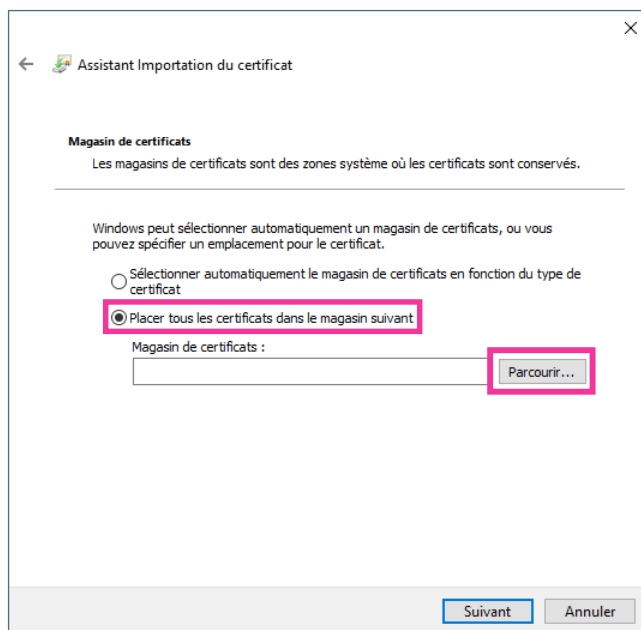 Assistant Importation du certificat
Magasin de certificats
Les magasins de certificats sont des zones système où les certificats sont conservés.
Windows peut sélectionner automatiquement un magasin de certificats, ou vous
pouvez spécifier un emplacement pour le certificat.
Sélectionner automatiquement le magasin de certificats en fonction du type de
certificat
Placer tous les certificats dans le magasin suivant
Magasin de certificats :
Parcourir...
Suivant
Annuler